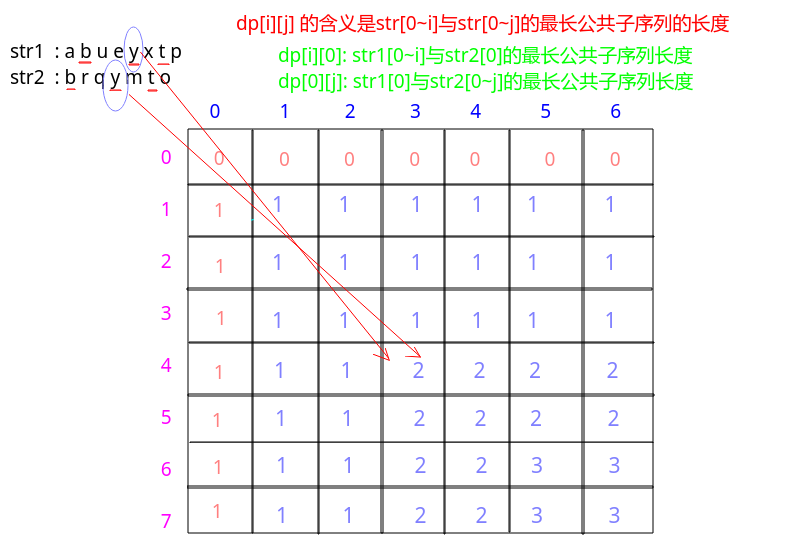 dp[i][j] 的含义是str[0~i]与str[0~j]的最长公共子序列的长度
str1 : a b u e y x t p
dp[i][0]: str1[0~i]与str2[0]的最长公共子序列长度
str2 : b r q y m t o
dp[0][j]: str1[0]与str2[0~j]的最长公共子序列长度
0 1 2 3 4 5 6
0 0 0 0 0 0 0 0
1 1 1 1 1 1 1 1
2 1 1 1 1 1 1 1
3 1 1 1 1 1 1 1
4 1 1 1 2 2 2 2
5 1 1 1 2 2 2 2
6 1 1 1 2 2 3 3
7 1 1 1 2 2 3 3